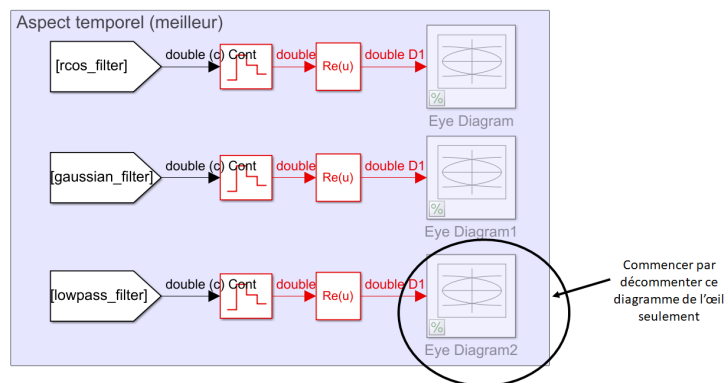 Aspect temporel (meilleur)
[rcos_filter]
double (c) Cont
double
Re(u)
double D1
%
Eye Diagram
[gaussian_filter]
double (c) Cont
double
Re(u)
double D1
%
Eye Diagram1
[lowpass_filter]
double (c) Cont
double
Re(u)
double D1
%
Eye Diagram2
Commencer par
décommenter ce
diagramme de l’œil
seulement